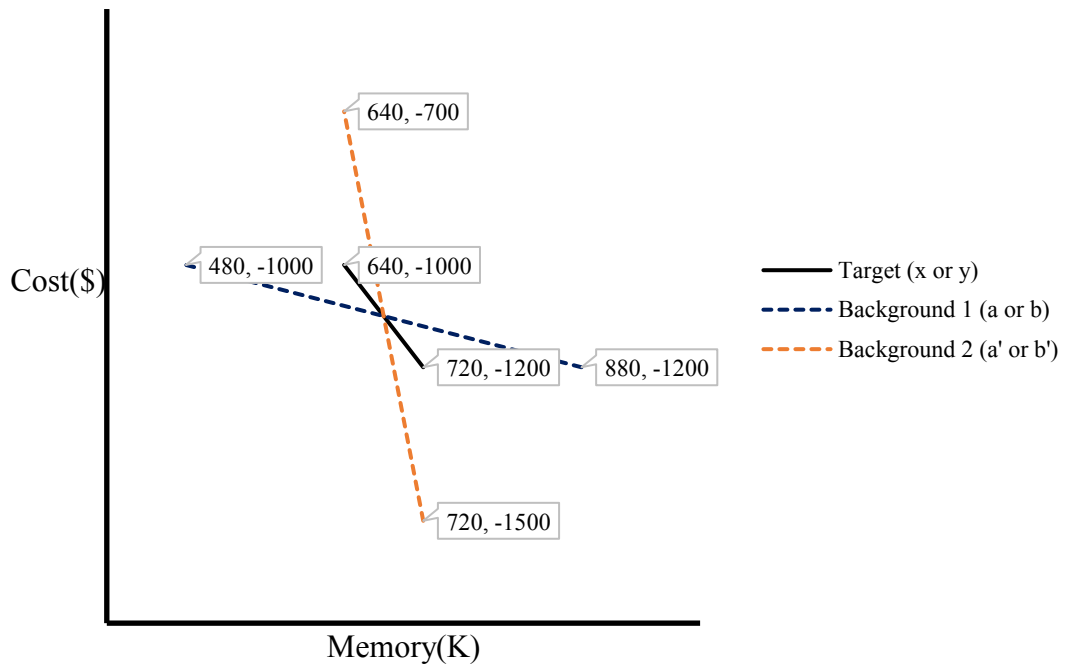 640, -700
480, -1000
640, -1000
Cost($)
Target (x or y)
Background 1 (a or b)
Background 2 (a' or b')
720, -1200
880, -1200
720, -1500
Memory(K)